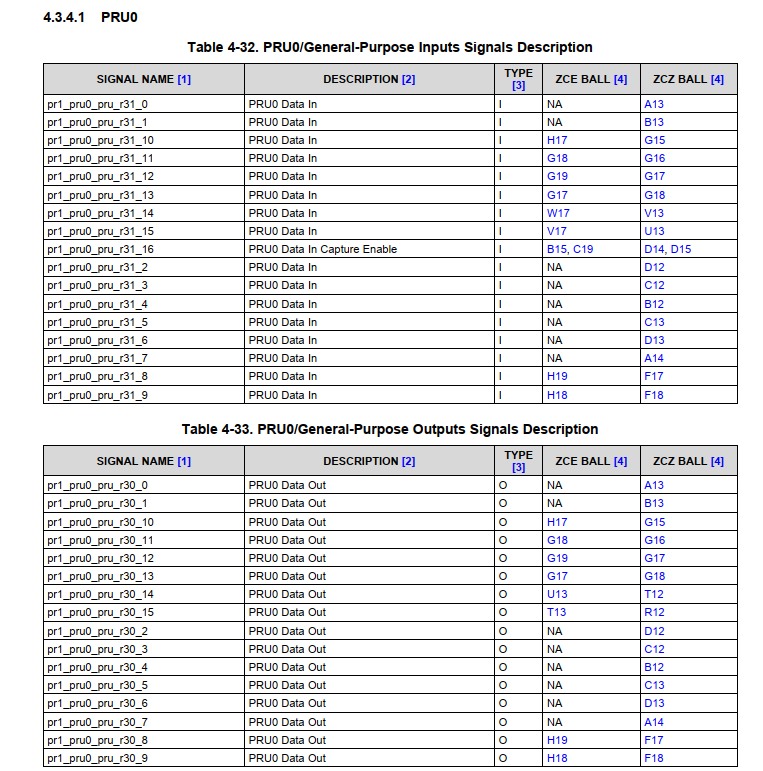 4.3.4.1 PRU0
Table 4-32. PRU0/General-Purpose Inputs Signals Description
SIGNAL NAME [1] DESCRIPTION [2] TYPE [3] ZCE BALL [4] ZCZ BALL [4]
pr1_pru0_pru_r31_0 PRU0 Data In I NA A13
pr1_pru0_pru_r31_1 PRU0 Data In I NA B13
pr1_pru0_pru_r31_10 PRU0 Data In I H17 G15
pr1_pru0_pru_r31_11 PRU0 Data In I G18 G16
pr1_pru0_pru_r31_12 PRU0 Data In I G19 G17
pr1_pru0_pru_r31_13 PRU0 Data In I G17 G18
pr1_pru0_pru_r31_14 PRU0 Data In I W17 V13
pr1_pru0_pru_r31_15 PRU0 Data In I V17 U13
pr1_pru0_pru_r31_16 PRU0 Data In Capture Enable I B15, C19 D14, D15
pr1_pru0_pru_r31_2 PRU0 Data In I NA D12
pr1_pru0_pru_r31_3 PRU0 Data In I NA C12
pr1_pru0_pru_r31_4 PRU0 Data In I NA B12
pr1_pru0_pru_r31_5 PRU0 Data In I NA C13
pr1_pru0_pru_r31_6 PRU0 Data In I NA D13
pr1_pru0_pru_r31_7 PRU0 Data In I NA A14
pr1_pru0_pru_r31_8 PRU0 Data In I H19 F17
pr1_pru0_pru_r31_9 PRU0 Data In I H18 F18
Table 4-33. PRU0/General-Purpose Outputs Signals Description
SIGNAL NAME [1] DESCRIPTION [2] TYPE [3] ZCE BALL [4] ZCZ BALL [4]
pr1_pru0_pru_r30_0 PRU0 Data Out O NA A13
pr1_pru0_pru_r30_1 PRU0 Data Out O NA B13
pr1_pru0_pru_r30_10 PRU0 Data Out O H17 G15
pr1_pru0_pru_r30_11 PRU0 Data Out O G18 G16
pr1_pru0_pru_r30_12 PRU0 Data Out O G19 G17
pr1_pru0_pru_r30_13 PRU0 Data Out O G17 G18
pr1_pru0_pru_r30_14 PRU0 Data Out O U13 T12
pr1_pru0_pru_r30_15 PRU0 Data Out O T13 R12
pr1_pru0_pru_r30_2 PRU0 Data Out O NA D12
pr1_pru0_pru_r30_3 PRU0 Data Out O NA C12
pr1_pru0_pru_r30_4 PRU0 Data Out O NA B12
pr1_pru0_pru_r30_5 PRU0 Data Out O NA C13
pr1_pru0_pru_r30_6 PRU0 Data Out O NA D13
pr1_pru0_pru_r30_7 PRU0 Data Out O NA A14
pr1_pru0_pru_r30_8 PRU0 Data Out O H19 F17
pr1_pru0_pru_r30_9 PRU0 Data Out O H18 F18